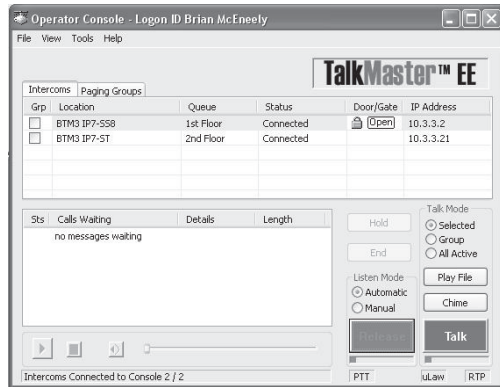 Operator Console - Logon ID Brian McEneely
File View Tools Help
TalkMaster™ EE
Intercoms Paging Groups
Grp Location Queue Status Door/Gate IP Address
BTM3 IP7-SS8 1st Floor Connected Open 10.3.3.2
BTM3 IP7-ST 2nd Floor Connected 10.3.3.21
Sts Calls Waiting Details Length
no messages waiting
Hold
End
Talk Mode
Selected
Group
All Active
Listen Mode
Automatic
Manual
Play File
Chime
Release
Talk
Intercoms Connected to Console 2 / 2
PTT
uLaw
RTP